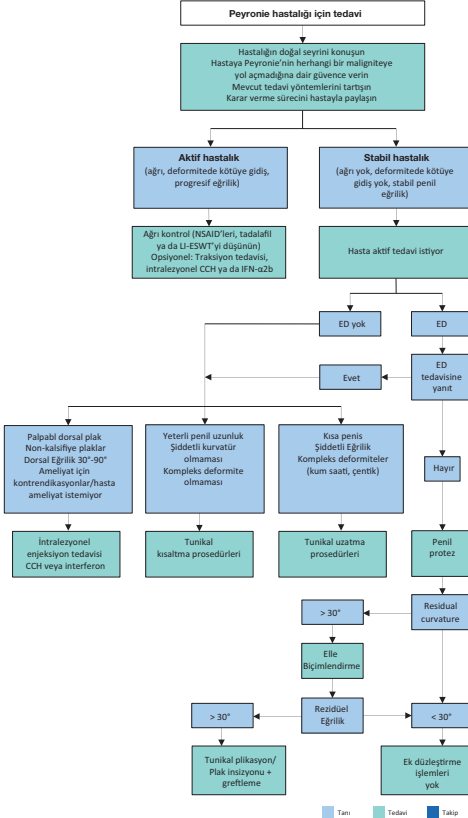 Peyronie hastalığı için tedavi
Hastalığın doğal seyrini konuşun
Hastaya Peyronie'nin herhangi bir maligniteye
yol açmadığına dair güvence verin
Mevcut tedavi yöntemlerini tartışın
Karar verme sürecini hastayla paylaşın
Aktif hastalık
(ağrı, deformitede kötüye gidiş,
progresif eğrilik)
Stabil hastalık
(ağrı yok, deformitede kötüye
gidiş yok, stabil penil
eğrilik)
Ağrı kontrol (NSAID'leri, tadalafil
ya da LI-ESWT'yi düşünün)
Opsiyonel: Traksiyon tedavisi,
intralezyonel CCH ya da IFN-α2b
Hasta aktif tedavi istiyor
ED yok
ED
Evet
ED
tedavisine
yanıt
Palpabl dorsal plak
Non-kalsifiye plaklar
Dorsal Eğrilik 30°-90°
Ameliyat için
kontrendikasyonlar/hasta
ameliyat istemiyor
Yeterli penil uzunluk
Şiddetli kurvatür
olmaması
Kompleks deformite
olmaması
Kısa penis
Şiddetli Eğrilik
Kompleks deformiteler
(kum saati, çentik)
Hayır
İntralezyonel
enjeksiyon tedavisi
CCH veya interferon
Tunikal
kısaltma prosedürleri
Tunikal uzatma
prosedürleri
Penil
protez
> 30°
Residual
curvature
Elle
Biçimlendirme
> 30°
Rezidüel
Eğrilik
< 30°
Tunikal plikasyon/
Plak insizyonu +
greftleme
Ek düzleştirme
işlemleri
yok
Tanı
Tedavi
Takip